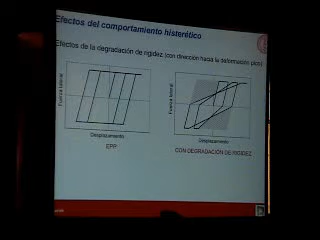 Efectos del comportamiento histerético
Efectos de la degradación de rigidez (con dirección hacia la deformación pico)
Fuerza lateral
Desplazamiento
EPP
Fuerza lateral
Desplazamiento
CON DEGRADACIÓN DE RIGIDEZ